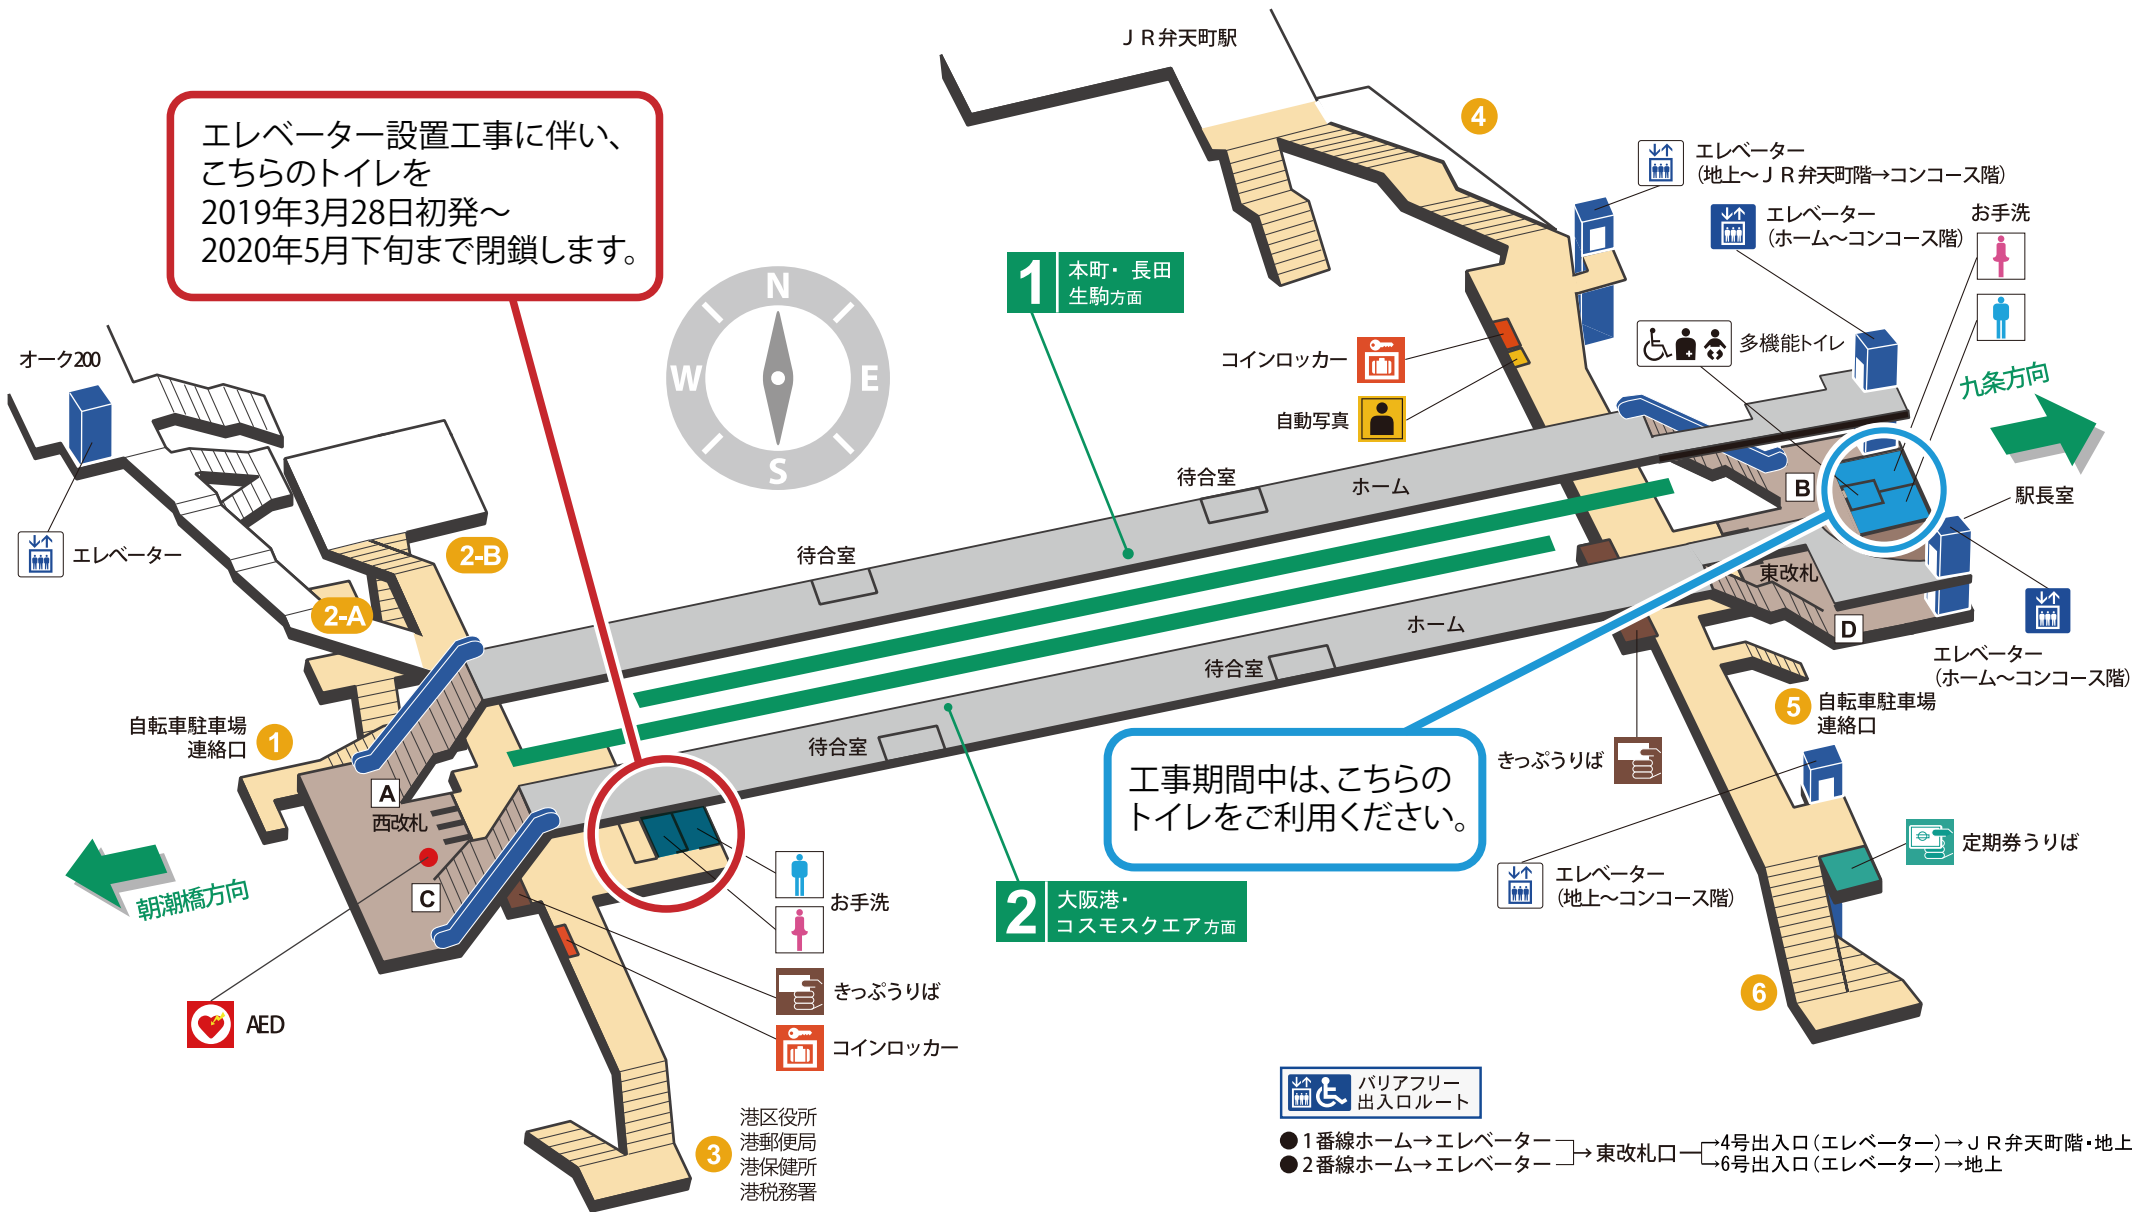 JR弁天町駅
エレベーター設置工事に伴い、
こちらのトイレを
2019年3月28日初発～
2020年5月下旬まで閉鎖します。
4
エレベーター
(地上～JR弁天町階→コンコース階)
エレベーター
(ホーム～コンコース階)
お手洗
1
本町・長田
生駒方面
N
E
S
W
コインロッカー
自動写真
多機能トイレ
九条方向
オーク200
エレベーター
2-B
2-A
待合室
待合室
ホーム
B
駅長室
東改札
D
エレベーター
(ホーム～コンコース階)
ホーム
待合室
待合室
自転車駐車場
連絡口
1
A
西改札
C
朝潮橋方向
AED
お手洗
きっぷうりば
コインロッカー
3
港区役所
港郵便局
港保健所
港税務署
2
大阪港・
コスモスクエア方面
工事期間中は、こちらの
トイレをご利用ください。
きっぷうりば
5
自転車駐車場
連絡口
エレベーター
(地上～コンコース階)
定期券うりば
6
バリアフリー
出入口ルート
●1番線ホーム→エレベーター
●2番線ホーム→エレベーター
→東改札口
→4号出入口(エレベーター)→JR弁天町階・地上
→6号出入口(エレベーター)→地上